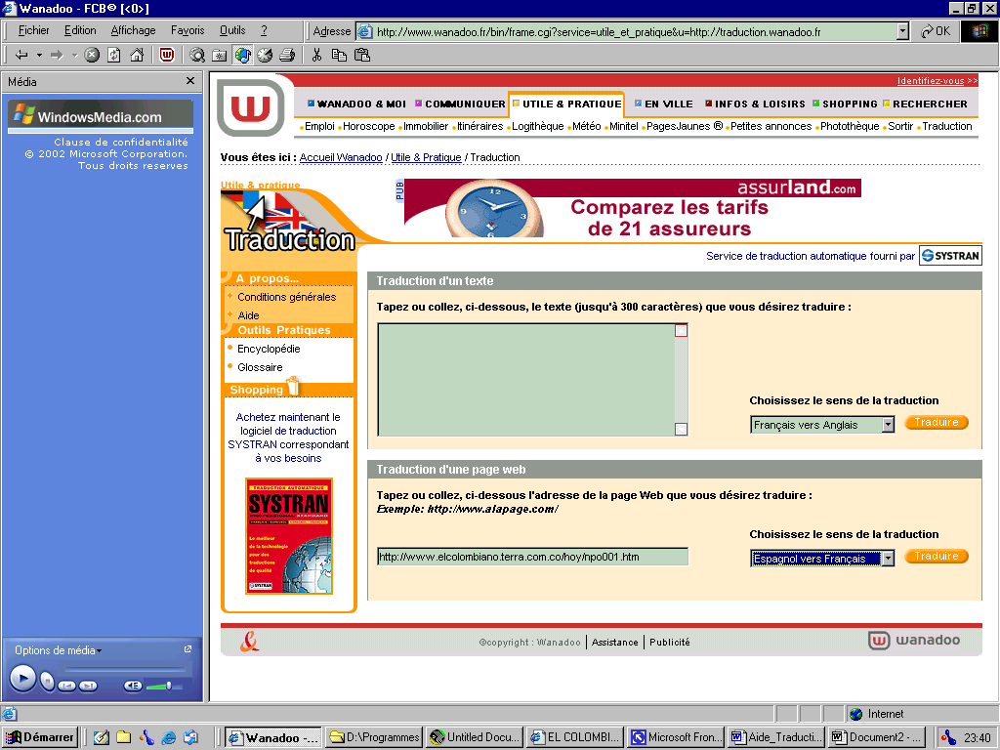 Wanadoo - FCB® [<0>]
Fichier Edition Affichage Favoris Outils ? Adresse http://www.wanadoo.fr/bin/frame.cgi?service=utile_et_pratique&u=http://traduction.wanadoo.fr OK
Média
WindowsMedia.com
Clause de confidentialité
© 2002 Microsoft Corporation.
Tous droits reserves
Options de média
Identifiez-vous >>
WANADOO & MOI COMMUNIQUER UTILE & PRATIQUE EN VILLE INFOS & LOISIRS SHOPPING RECHERCHER
Emploi Horoscope Immobilier Itinéraires Logithèque Météo Minitel PagesJaunes ® Petites annonces Photothèque Sortir Traduction
Vous êtes ici : Accueil Wanadoo / Utile & Pratique / Traduction
Utile & pratique
Traduction
PUB
assurland.com
Comparez les tarifs
de 21 assureurs
Service de traduction automatique fourni par SYSTRAN
A propos...
Conditions générales
Aide
Outils Pratiques
Encyclopédie
Glossaire
Shopping
Achetez maintenant le
logiciel de traduction
SYSTRAN correspondant
à vos besoins
TRADUCTION AUTOMATIQUE
SYSTRAN
PROFESSIONAL STANDARD
Le meilleur
de la technologie
pour des
traductions
de qualité
SYSTRAN
Traduction d'un texte
Tapez ou collez, ci-dessous, le texte (jusqu'à 300 caractères) que vous désirez traduire :
Choisissez le sens de la traduction
Français vers Anglais Traduire
Traduction d'une page web
Tapez ou collez, ci-dessous l'adresse de la page Web que vous désirez traduire :
Exemple: http://www.alapage.com/
Choisissez le sens de la traduction
http://www.elcolombiano.terra.com.co/hoy/npo001.htm Espagnol vers Français Traduire
©copyright : Wanadoo Assistance Publicité wanadoo
Internet
Démarrer Wanadoo -... D:\Programmes Untitled Docu... EL COLOMBI... Microsoft Fron... Aide_Traducti... Document2 - ... 23:40